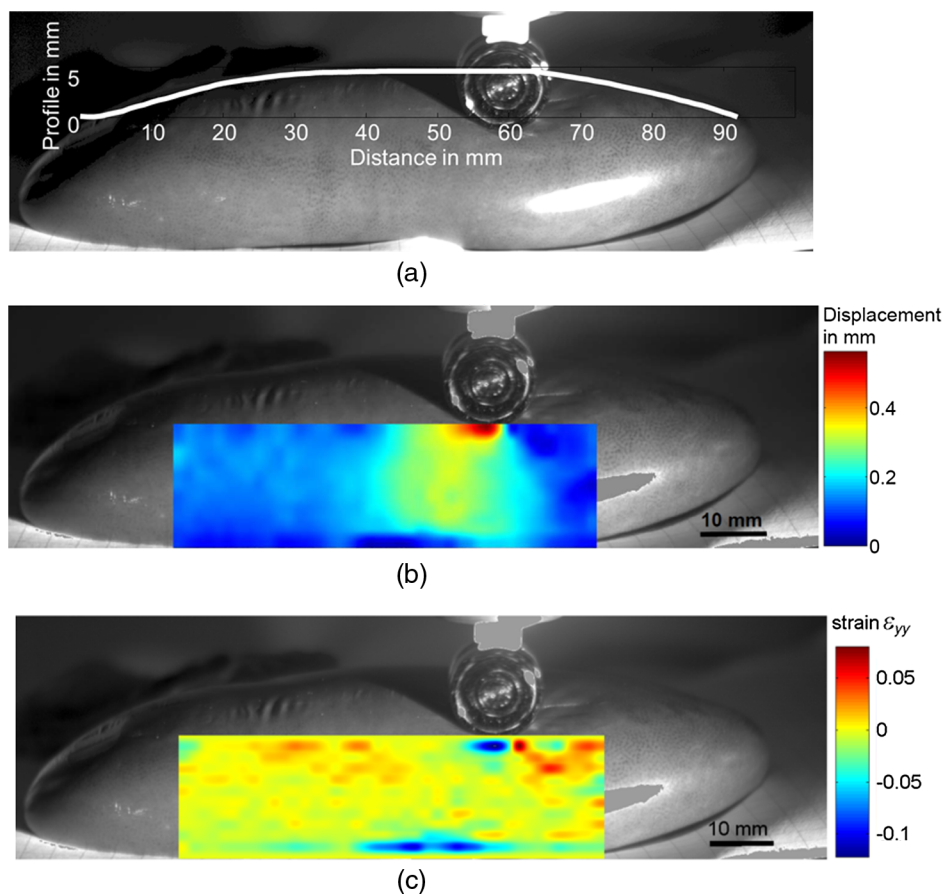 Profile in mm
5
0
10 20 30 40 50 60 70 80 90
Distance in mm
(a)
Displacement
in mm
0.4
0.2
0
10 mm
(b)
strain εyy
0.05
0
-0.05
-0.1
10 mm
(c)